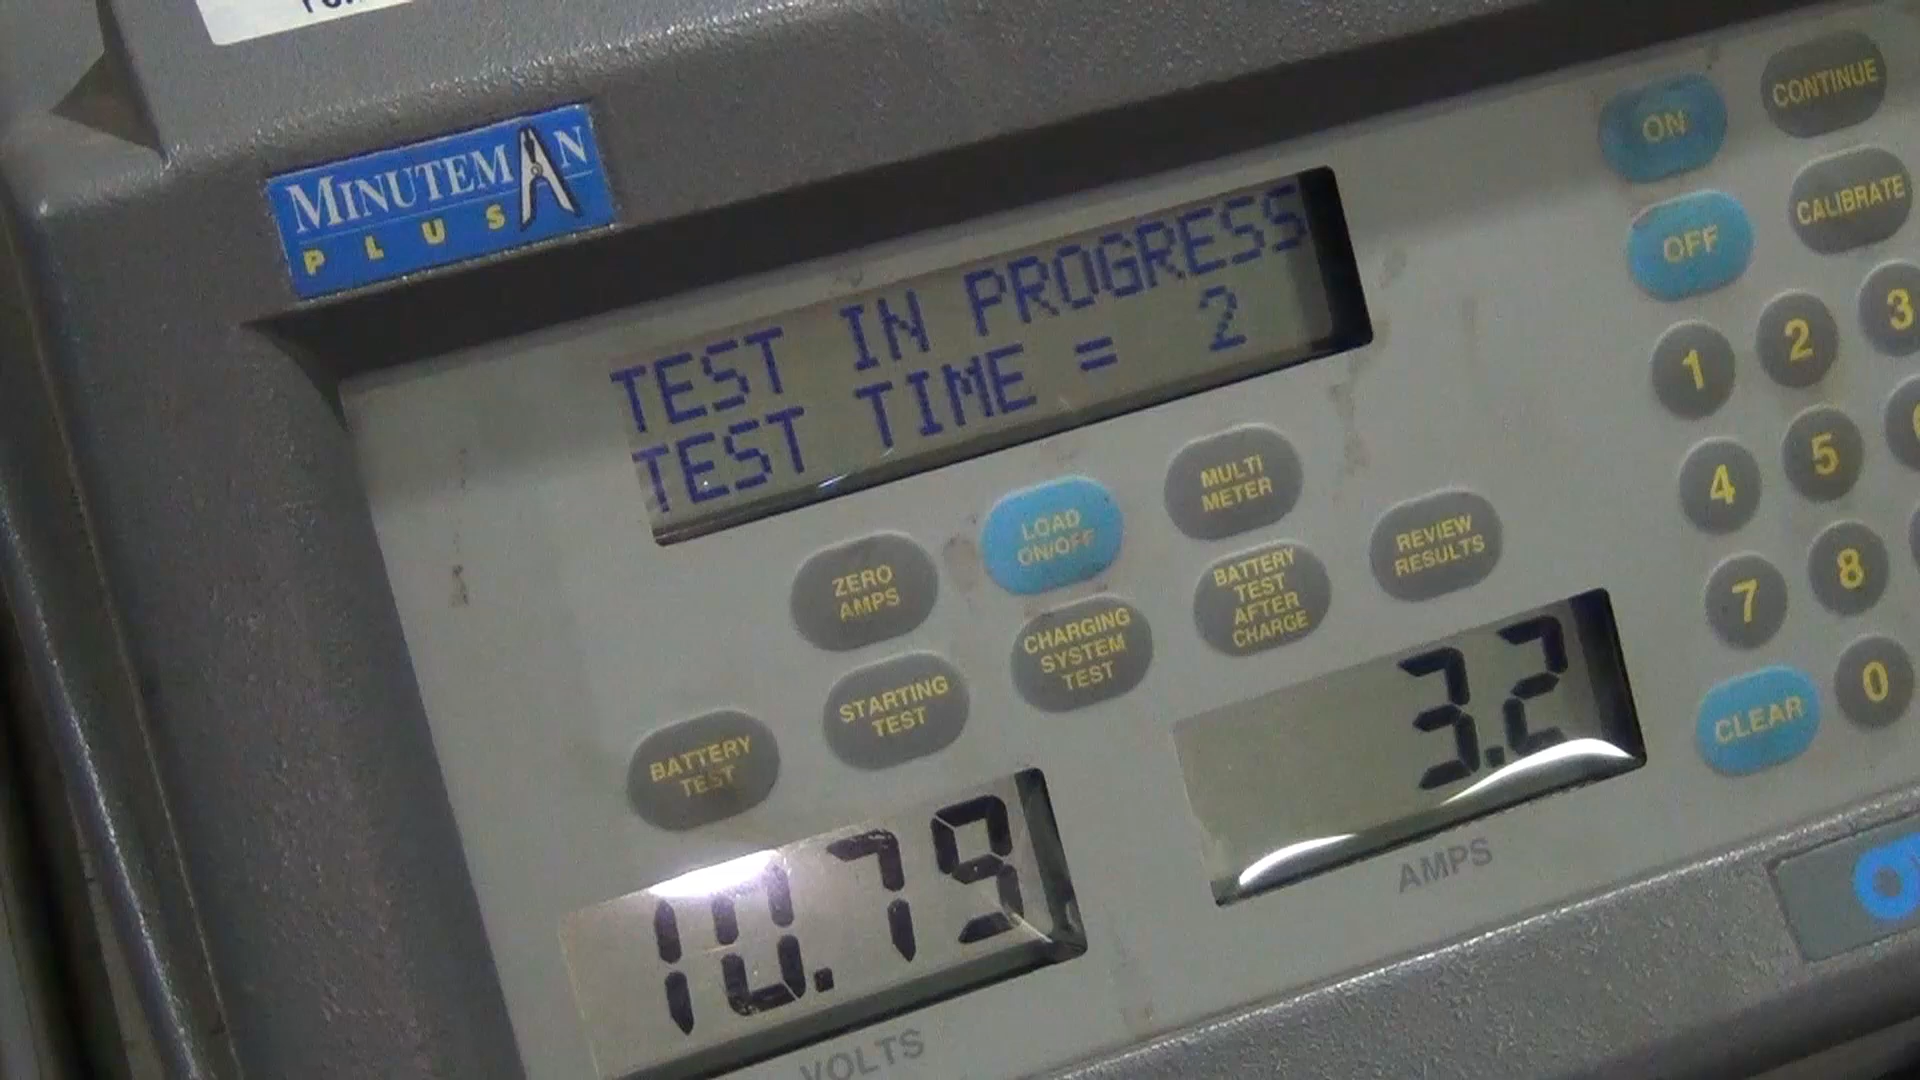 MINUTEMAN
PLUS
TEST IN PROGRESS
TEST TIME = 2
ON
CONTINUE
OFF
CALIBRATE
1
2
3
4
5
7
8
CLEAR
0
ZERO
AMPS
LOAD
ON/OFF
MULTI
METER
BATTERY
TEST
STARTING
TEST
CHARGING
SYSTEM
TEST
BATTERY
TEST
AFTER
CHARGE
REVIEW
RESULTS
10.79
VOLTS
3.2
AMPS